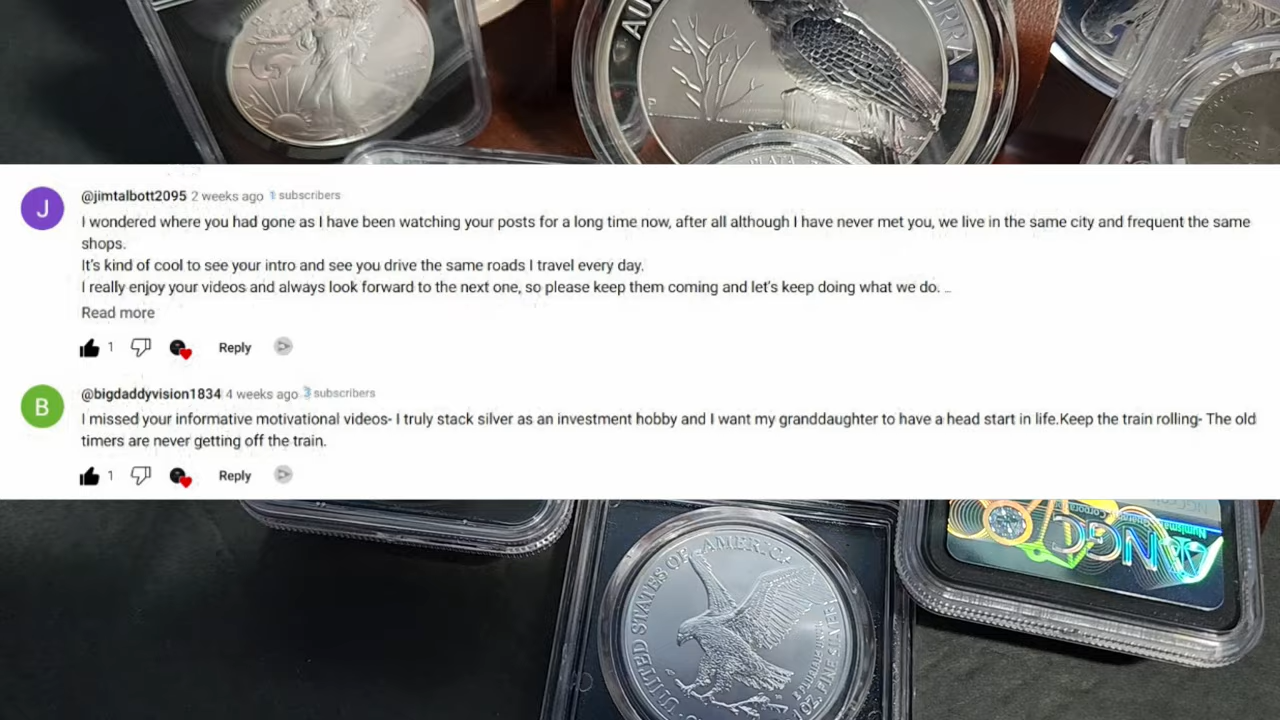 AU
RRA
PLATA
@jimtalbott2095 2 weeks ago 1 subscribers
I wondered where you had gone as I have been watching your posts for a long time now, after all although I have never met you, we live in the same city and frequent the same
shops.
It's kind of cool to see your intro and see you drive the same roads I travel every day.
I really enjoy your videos and always look forward to the next one, so please keep them coming and let's keep doing what we do. ...
Read more
1 Reply
@bigdaddyvision1834 4 weeks ago 3 subscribers
I missed your informative motivational videos- I truly stack silver as an investment hobby and I want my granddaughter to have a head start in life.Keep the train rolling- The old
timers are never getting off the train.
1 Reply
J
B
UNITED STATES OF AMERICA
1 OZ. FINE SILVER
NGC